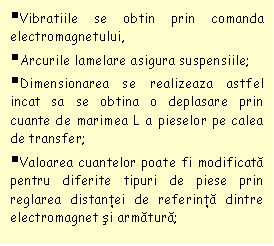 ▪Vibratiile se obtin prin comanda
electromagnetului,
▪Arcurile lamelare asigura suspensiile;
▪Dimensionarea se realizeaza astfel
incat sa se obtina o deplasare prin
cuante de marimea L a pieselor pe calea
de transfer;
▪Valoarea cuantelor poate fi modificată
pentru diferite tipuri de piese prin
reglarea distanței de referință dintre
electromagnet şi armătură;